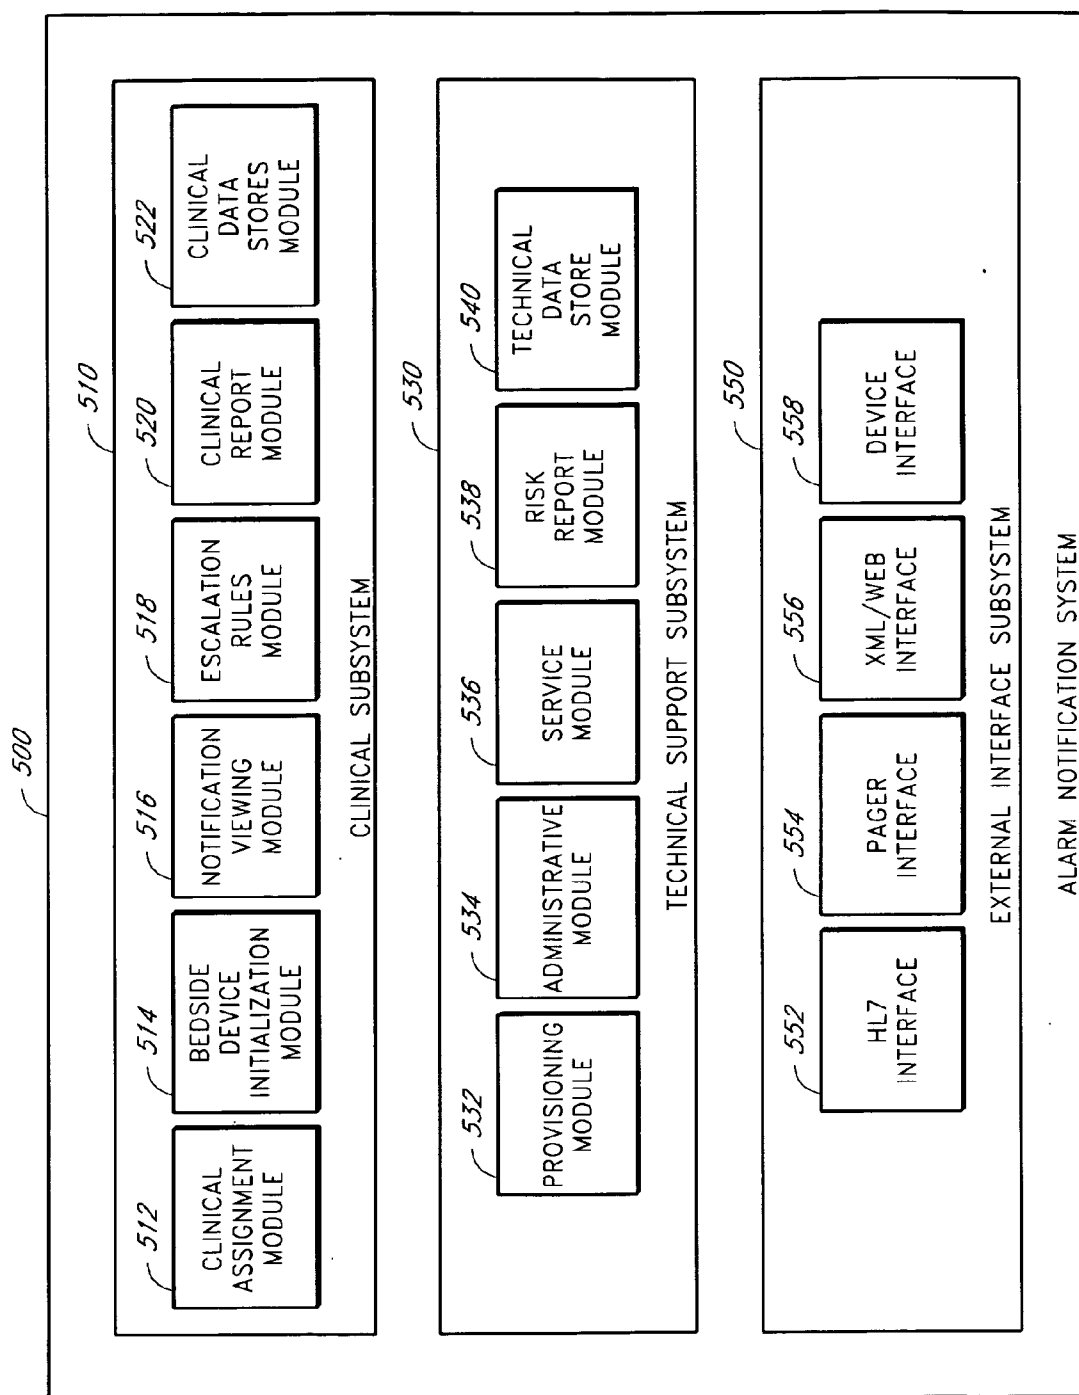 500
510
512
CLINICAL
ASSIGNMENT
MODULE
514
BEDSIDE
DEVICE
INITIALIZATION
MODULE
516
NOTIFICATION
VIEWING
MODULE
518
ESCALATION
RULES
MODULE
520
CLINICAL
REPORT
MODULE
522
CLINICAL
DATA
STORES
MODULE
CLINICAL SUBSYSTEM
530
532
PROVISIONING
MODULE
534
ADMINISTRATIVE
MODULE
536
SERVICE
MODULE
538
RISK
REPORT
MODULE
540
TECHNICAL
DATA
STORE
MODULE
TECHNICAL SUPPORT SUBSYSTEM
550
552
HL7
INTERFACE
554
PAGER
INTERFACE
556
XML/WEB
INTERFACE
558
DEVICE
INTERFACE
EXTERNAL INTERFACE SUBSYSTEM
ALARM NOTIFICATION SYSTEM